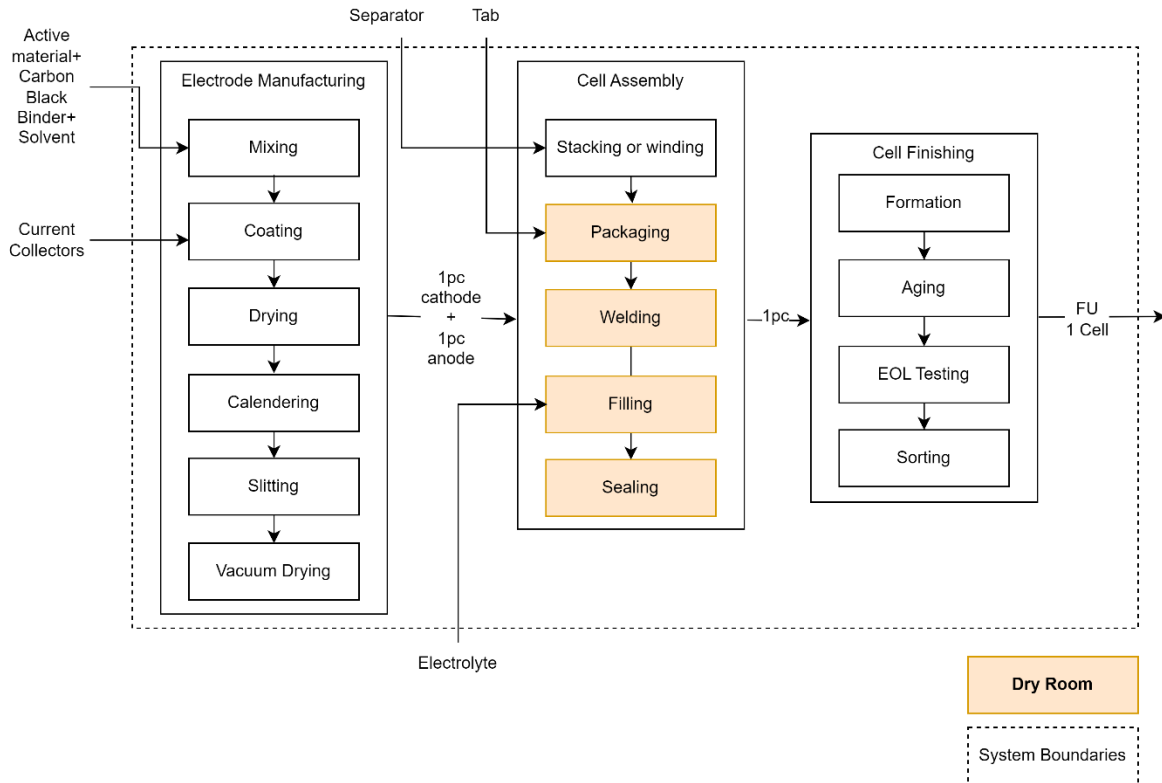 Separator
Tab
Active
material+
Carbon
Black
Binder+
Solvent
Electrode Manufacturing
Mixing
Current
Collectors
Coating
Drying
Calendering
Slitting
Vacuum Drying
1pc
cathode
+
1pc
anode
Cell Assembly
Stacking or winding
Packaging
Welding
Filling
Sealing
Electrolyte
1pc
Cell Finishing
Formation
Aging
EOL Testing
Sorting
FU
1 Cell
Dry Room
System Boundaries